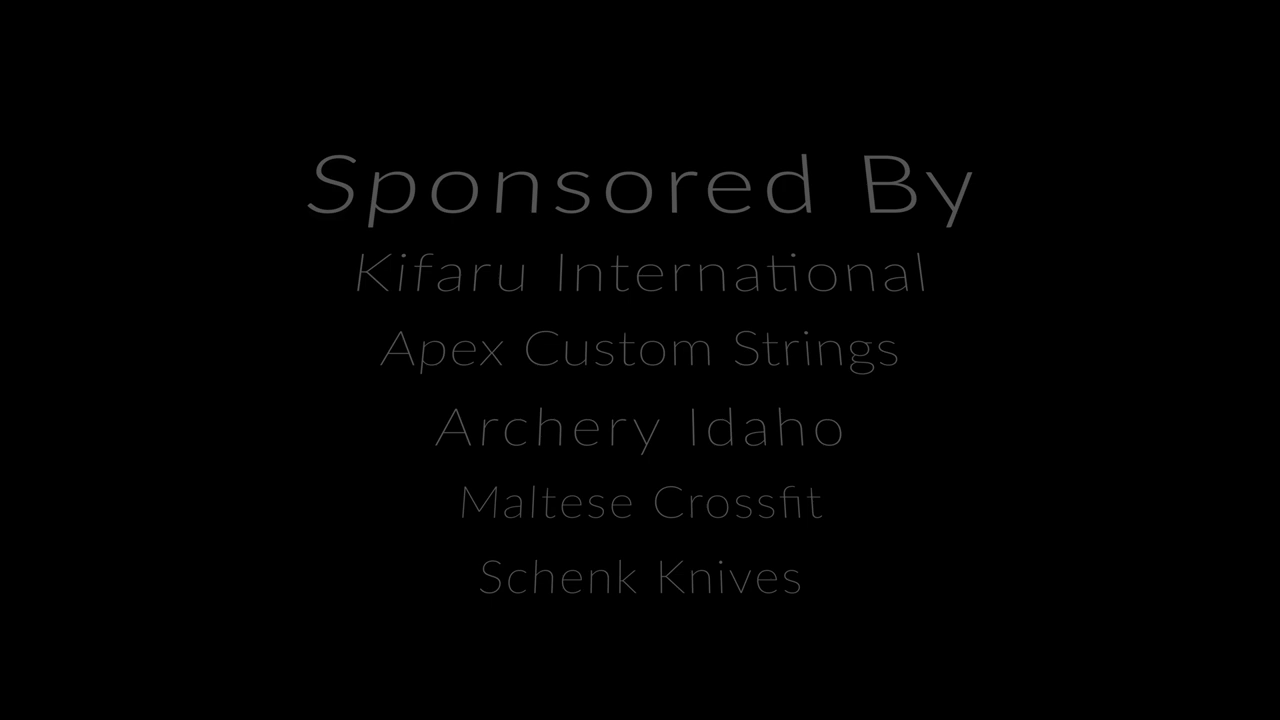 Sponsored By
Kifaru International
Apex Custom Strings
Archery Idaho
Maltese Crossfit
Schenk Knives